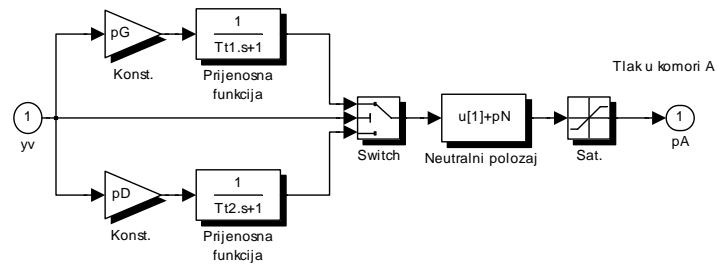 pG
Konst.
1
Tt1.s+1
Prijenosna
funkcija
Tlak u komori A
1
yv
Switch
u[1]+pN
Neutralni polozaj
Sat.
1
pA
pD
Konst.
1
Tt2.s+1
Prijenosna
funkcija